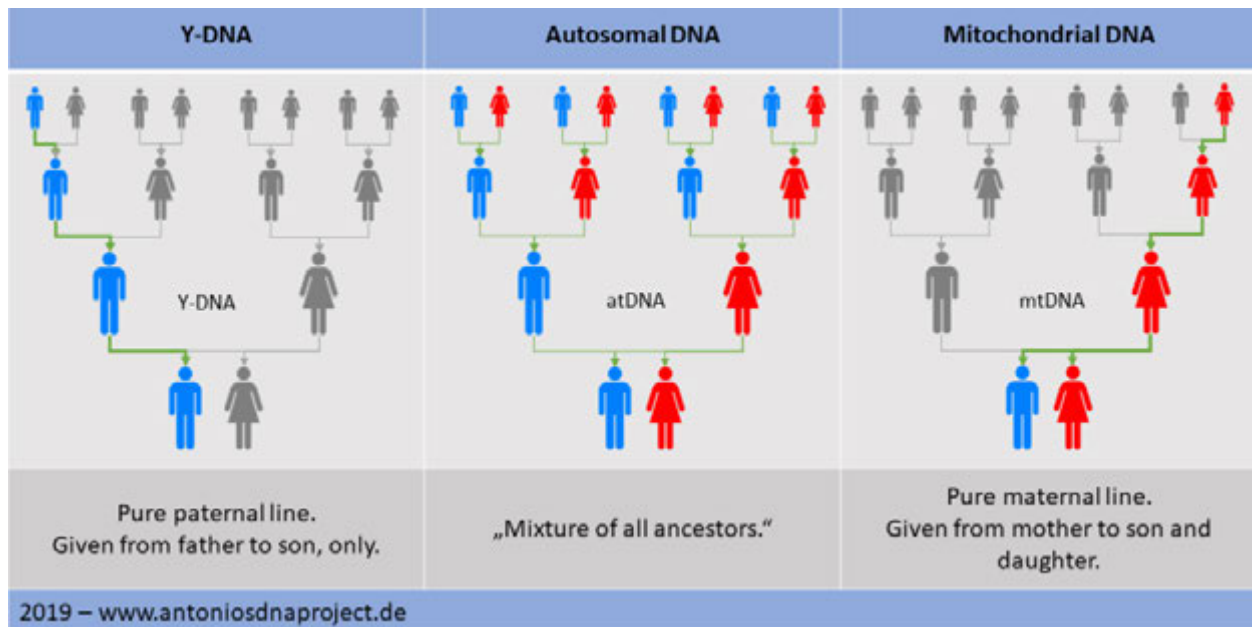 Y-DNA
Autosomal DNA
Mitochondrial DNA
Y-DNA
atDNA
mtDNA
Pure paternal line.
Given from father to son, only.
„Mixture of all ancestors.“
Pure maternal line.
Given from mother to son and
daughter.
2019 – www.antoniosdnaproject.de